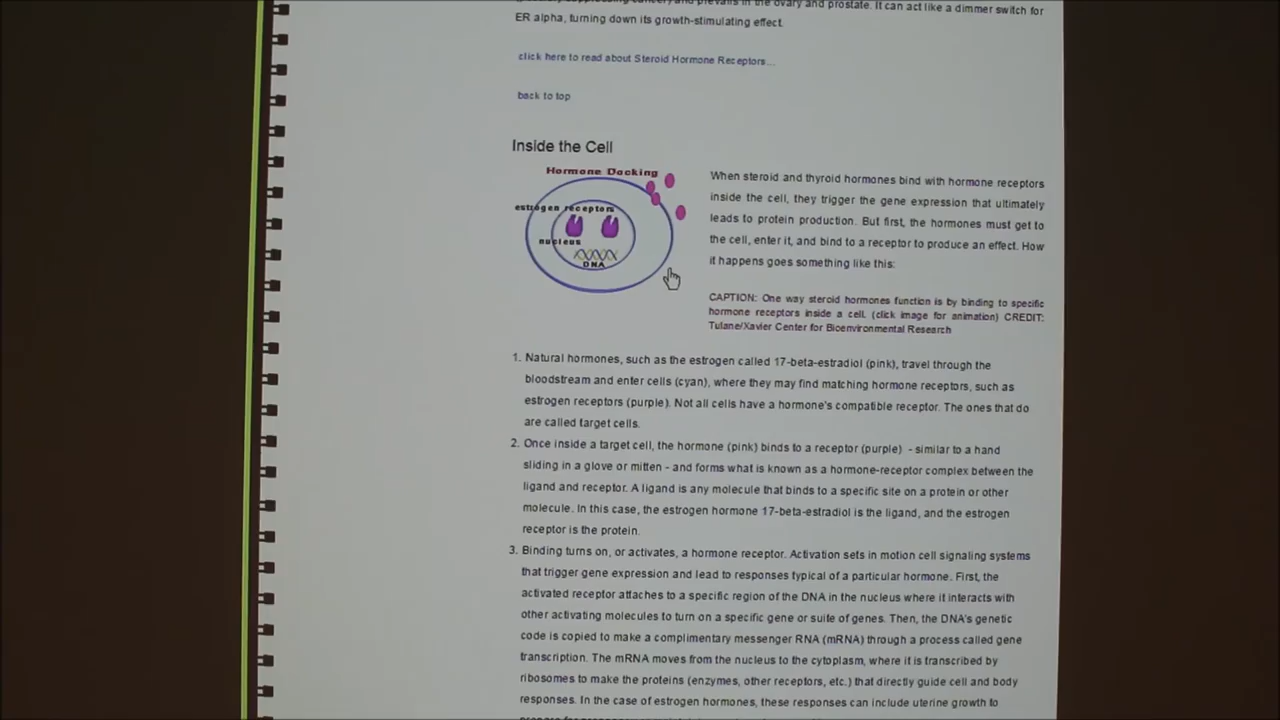 and prevails in the ovary and prostate. It can act like a dimmer switch for
ER alpha, turning down its growth-stimulating effect.
click here to read about Steroid Hormone Receptors...
back to top
Inside the Cell
Hormone Docking
estrogen receptors
nucleus
DNA
When steroid and thyroid hormones bind with hormone receptors
inside the cell, they trigger the gene expression that ultimately
leads to protein production. But first, the hormones must get to
the cell, enter it, and bind to a receptor to produce an effect. How
it happens goes something like this:
CAPTION: One way steroid hormones function is by binding to specific
hormone receptors inside a cell. (click image for animation) CREDIT:
Tulane/Xavier Center for Bioenvironmental Research
1. Natural hormones, such as the estrogen called 17-beta-estradiol (pink), travel through the
bloodstream and enter cells (cyan), where they may find matching hormone receptors, such as
estrogen receptors (purple). Not all cells have a hormone's compatible receptor. The ones that do
are called target cells.
2. Once inside a target cell, the hormone (pink) binds to a receptor (purple) - similar to a hand
sliding in a glove or mitten - and forms what is known as a hormone-receptor complex between the
ligand and receptor. A ligand is any molecule that binds to a specific site on a protein or other
molecule. In this case, the estrogen hormone 17-beta-estradiol is the ligand, and the estrogen
receptor is the protein.
3. Binding turns on, or activates, a hormone receptor. Activation sets in motion cell signaling systems
that trigger gene expression and lead to responses typical of a particular hormone. First, the
activated receptor attaches to a specific region of the DNA in the nucleus where it interacts with
other activating molecules to turn on a specific gene or suite of genes. Then, the DNA's genetic
code is copied to make a complimentary messenger RNA (mRNA) through a process called gene
transcription. The mRNA moves from the nucleus to the cytoplasm, where it is transcribed by
ribosomes to make the proteins (enzymes, other receptors, etc.) that directly guide cell and body
responses. In the case of estrogen hormones, these responses can include uterine growth to